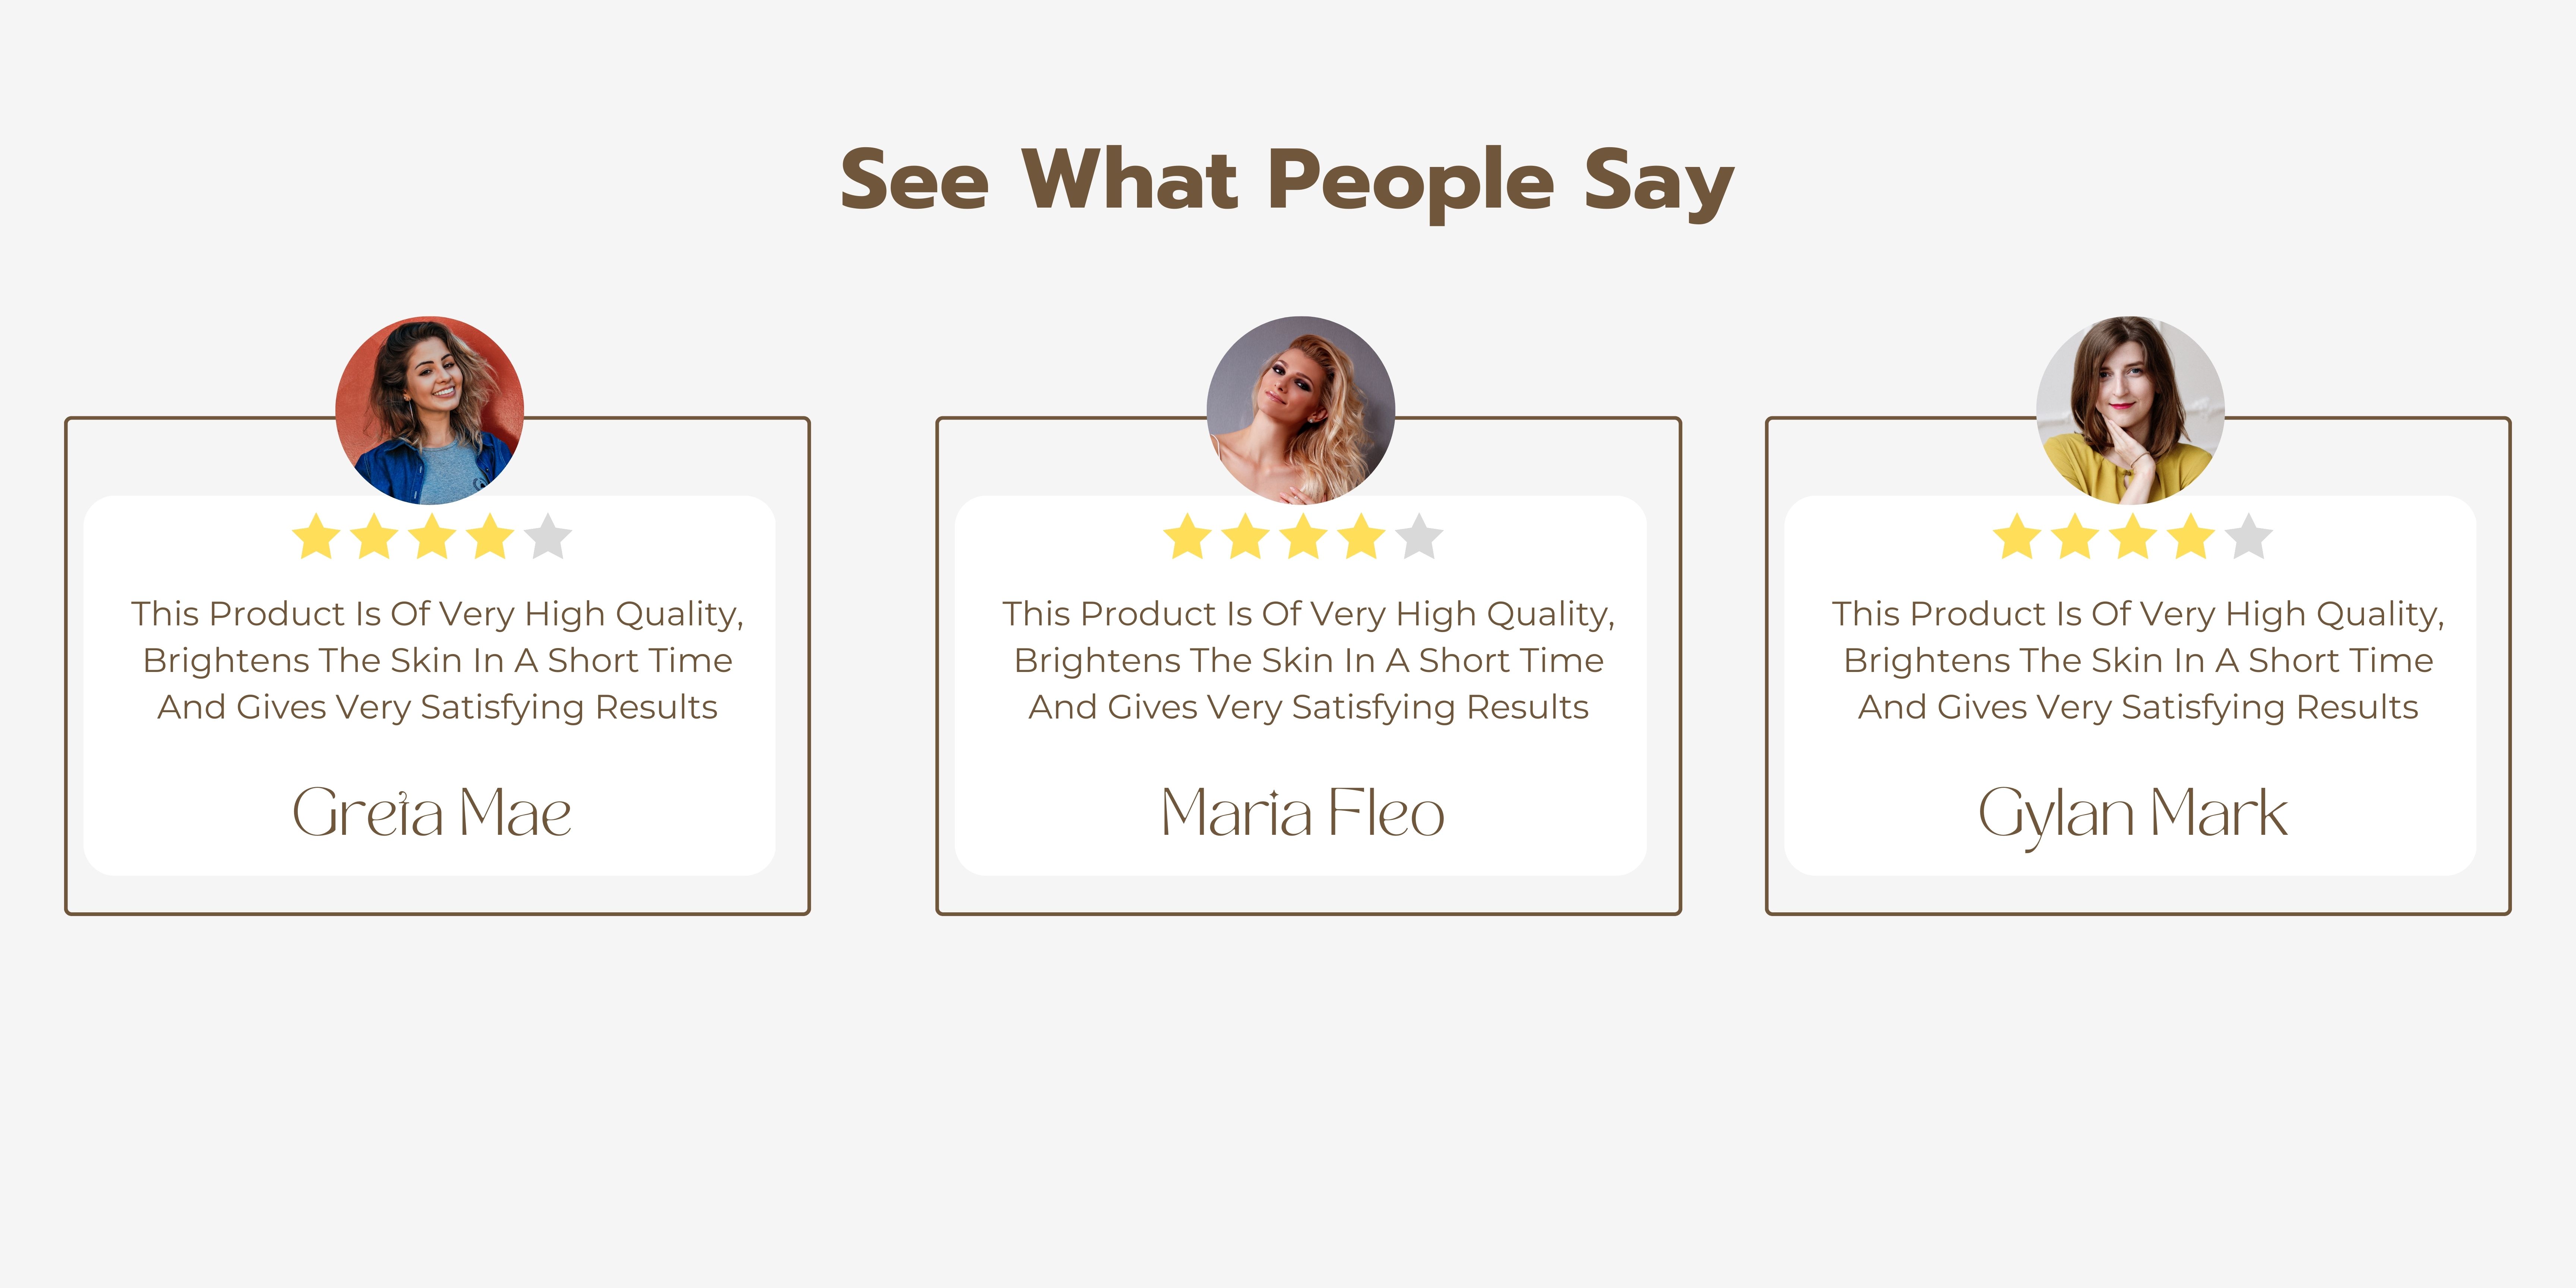 See What People Say
This Product Is Of Very High Quality,
Brightens The Skin In A Short Time
And Gives Very Satisfying Results
Greta Mae
This Product Is Of Very High Quality,
Brightens The Skin In A Short Time
And Gives Very Satisfying Results
Maria Fleo
This Product Is Of Very High Quality,
Brightens The Skin In A Short Time
And Gives Very Satisfying Results
Gylan Mark